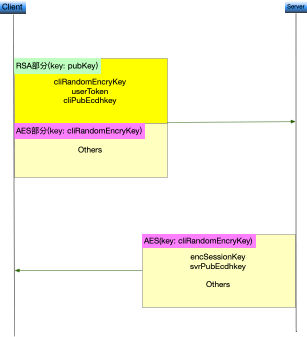 Client
Server
RSA部分(key: pubKey)
cliRandomEncryKey
userToken
cliPubEcdhkey
AES部分(key: cliRandomEncryKey)
Others
AES(key: cliRandomEncryKey)
encSessionKey
svrPubEcdhkey
Others